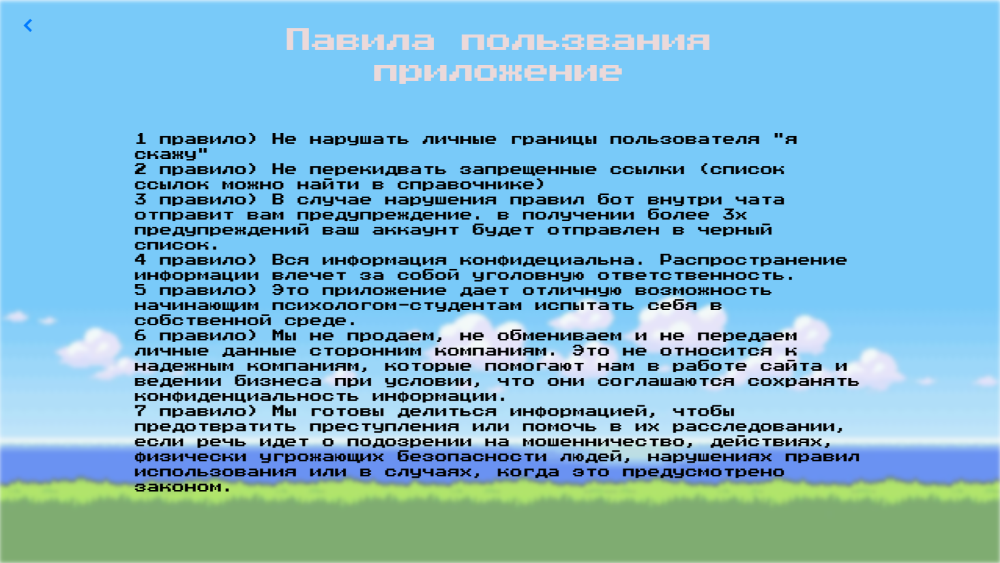 Павила пользвания
приложение
1 правило) Не нарушать личные границы пользователя "я
скажу"
2 правило) Не перекидвать запрещенные ссылки (список
ссылок можно найти в справочнике)
3 правило) В случае нарушения правил бот внутри чата
отправит вам предупреждение. в получении более 3х
предупреждений ваш аккаунт будет отправлен в черный
список.
4 правило) Вся информация конфидециальна. Распространение
информации влечет за собой уголовную ответственность.
5 правило) Это приложение дает отличную возможность
начинающим психологом-студентам испытать себя в
собственной среде.
6 правило) Мы не продаем, не обмениваем и не передаем
личные данные сторонним компаниям. Это не относится к
надежным компаниям, которые помогают нам в работе сайта и
ведении бизнеса при условии, что они соглашаются сохранять
конфиденциальность информации.
7 правило) Мы готовы делиться информацией, чтобы
предотвратить преступления или помочь в их расследовании,
если речь идет о подозрении на мошенничество, действиях,
физически угрожающих безопасности людей, нарушениях правил
использования или в случаях, когда это предусмотрено
законом.